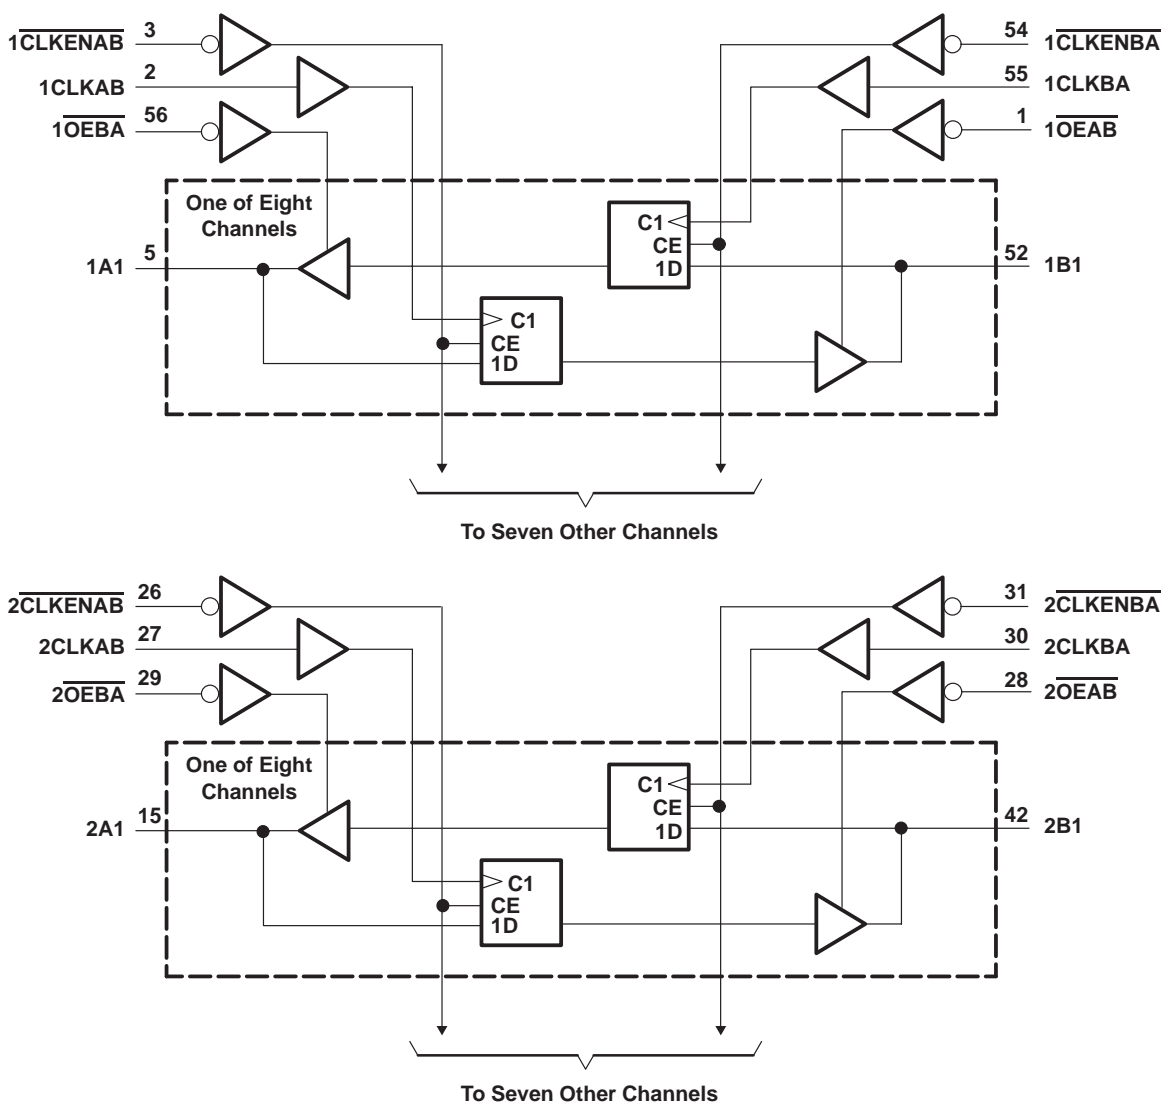 1CLKENAB 3
1CLKAB 2
1OEBA 56
54 1CLKENBA
55 1CLKBA
1 1OEAB
One of Eight
Channels
1A1 5
C1
CE
1D
52 1B1
C1
CE
1D
To Seven Other Channels
2CLKENAB 26
2CLKAB 27
2OEBA 29
31 2CLKENBA
30 2CLKBA
28 2OEAB
One of Eight
Channels
2A1 15
C1
CE
1D
42 2B1
C1
CE
1D
To Seven Other Channels